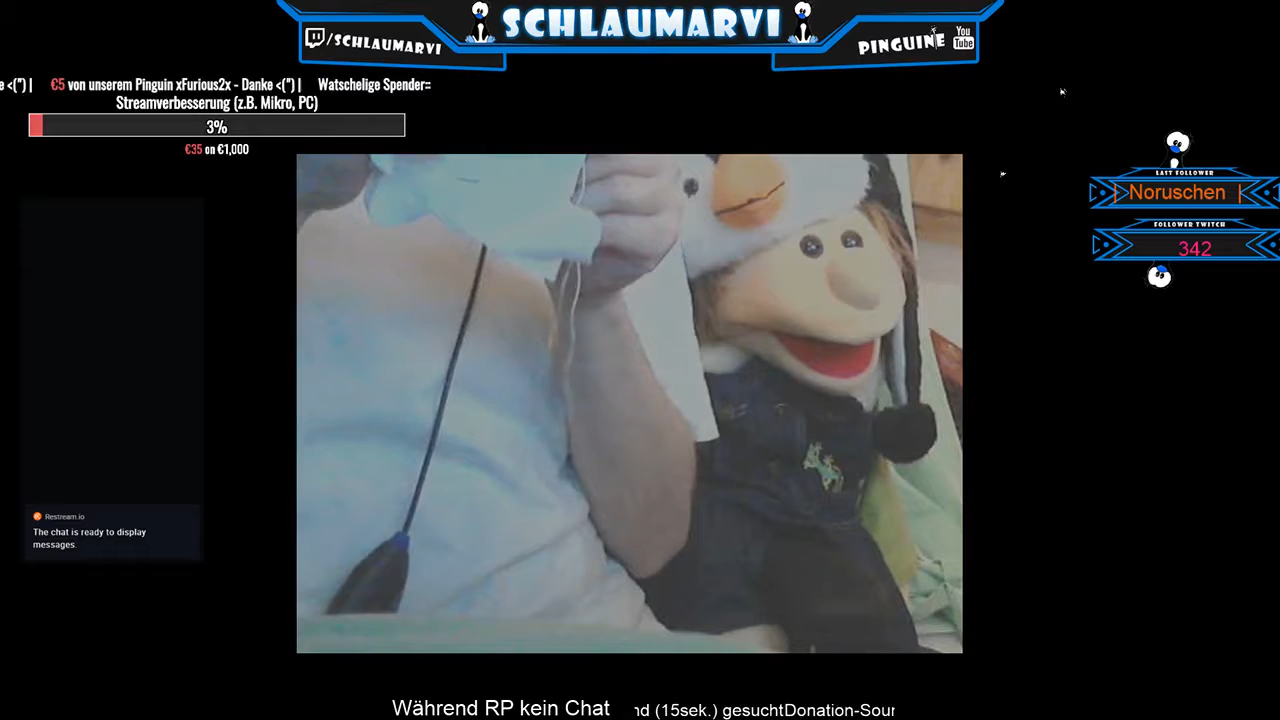 SCHLAUMARVI
/SCHLAUMARVI
PINGUINE
You
Tube
<(") | €5 von unserem Pinguin xFurious2x - Danke <(") | Watschelige Spender::
Streamverbesserung (z.B. Mikro, PC)
3%
€35 on €1,000
LAST FOLLOWER
| Noruschen |
FOLLOWER TWITCH
342
Restream.io
The chat is ready to display
messages.
Während RP kein Chat
(15sek.) gesuchtDonation-